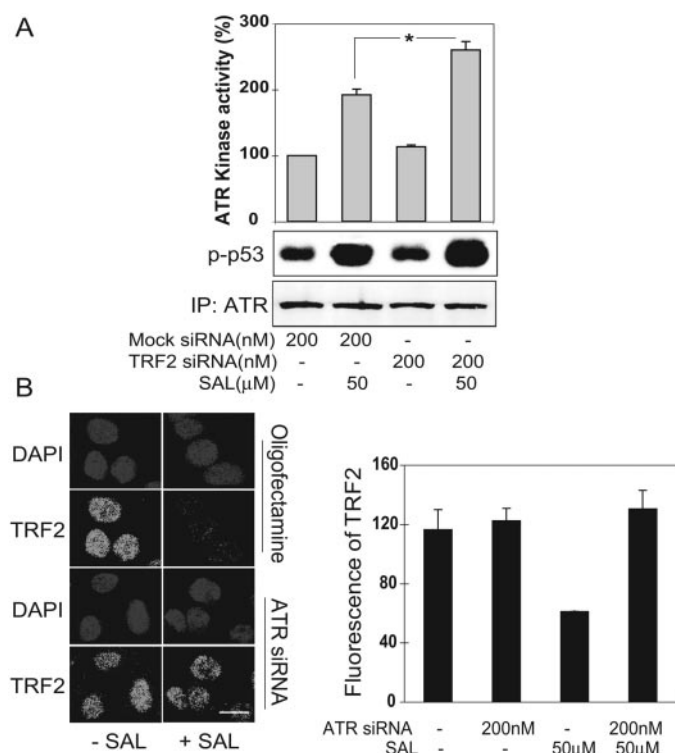 A
ATR Kinase activity (%)
300
200
100
0
*
p-p53
IP: ATR
Mock siRNA(nM) 200 200 - -
TRF2 siRNA(nM) - - 200 200
SAL(μM) - 50 - 50
B
DAPI
TRF2
DAPI
TRF2
Oligofectamine
ATR siRNA
- SAL + SAL
Fluorescence of TRF2
160
120
80
40
0
ATR siRNA - 200nM - 200nM
SAL - - 50μM 50μM